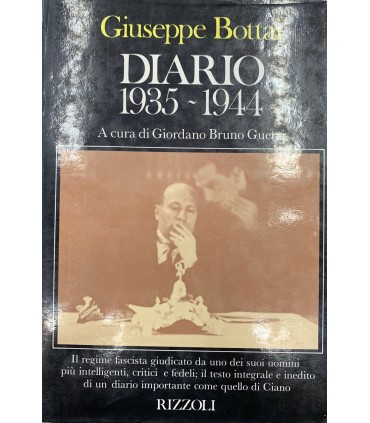 Giuseppe Bottai
DIARIO
1935 ~ 1944
A cura di Giordano Bruno Guerri
Il regime fascista giudicato da uno dei suoi uomini
più intelligenti, critici e fedeli; il testo integrale e inedito
di un diario importante come quello di Ciano
RIZZOLI